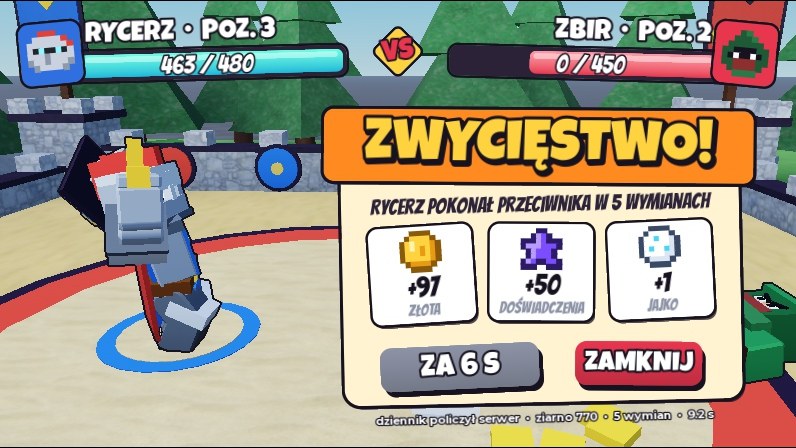 RYCERZ • POZ. 3
463 / 480
VS
ZBIR • POZ. 2
0 / 450
ZWYCIĘSTWO!
RYCERZ POKONAŁ PRZECIWNIKA W 5 WYMIANACH
+97
ZŁOTA
+50
DOŚWIADCZENIA
+1
JAJKO
ZA 6 S
ZAMKNIJ
dziennik policzył serwer • ziarno 770 • 5 wymian • 9.2 s